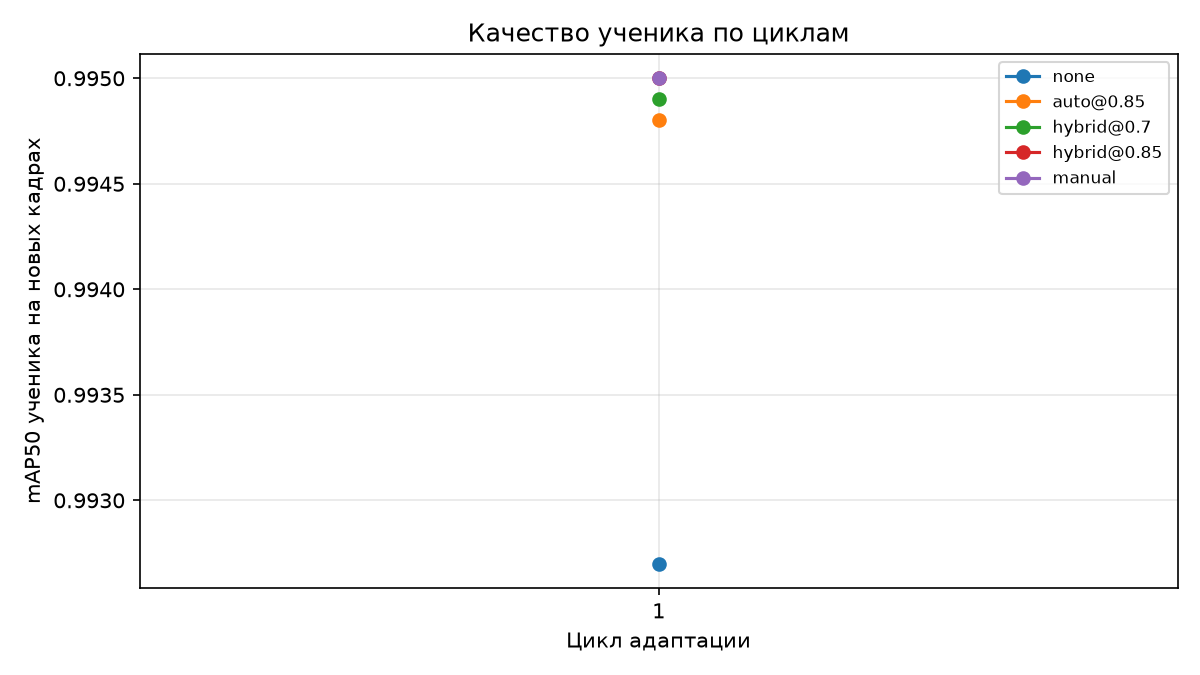 Качество ученика по циклам
mAP50 ученика на новых кадрах
0.9950
0.9945
0.9940
0.9935
0.9930
none
auto@0.85
hybrid@0.7
hybrid@0.85
manual
1
Цикл адаптации